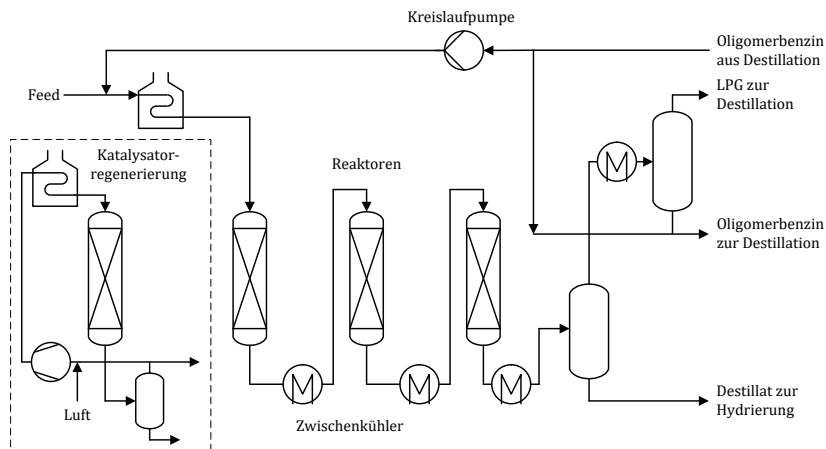 Kreislaufpumpe
Oligomerbenzin
aus Destillation
LPG zur
Destillation
Feed
Katalysator-
regenerierung
Reaktoren
Oligomerbenzin
zur Destillation
Luft
Zwischenkühler
Destillat zur
Hydrierung